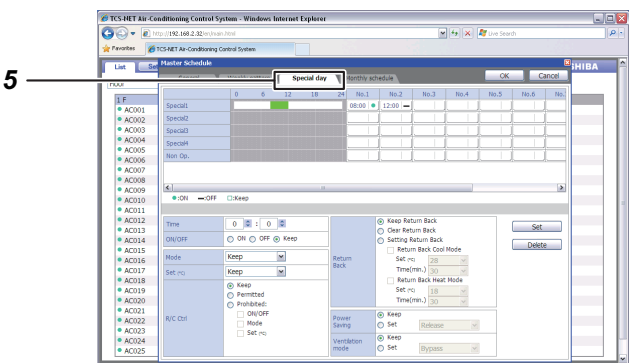 TCS-NET Air-Conditioning Control System - Windows Internet Explorer
http://192.168.2.32/en/main.html
Live Search
Favorites TCS-NET Air-Conditioning Control System
List Se
HIBA
Master Schedule
5
Special day
Monthly schedule
OK Cancel
0 6 12 18 24 No.1 No.2 No.3 No.4 No.5 No.6 No.
Special1 08:00 12:00
Special2
Special3
Special4
Non Op.
:ON :OFF :Keep
1 F
AC001
AC002
AC003
AC004
AC005
AC006
AC007
AC008
AC009
AC010
AC011
AC012
AC013
AC014
AC015
AC016
AC017
AC018
AC019
AC020
AC021
AC022
AC023
AC024
AC025
Time 0 : 0
ON/OFF ON OFF Keep
Mode Keep
Set (°C) Keep
R/C Ctrl
Keep
Permitted
Prohibited:
ON/OFF
Mode
Set (°C)
Return Back
Keep Return Back
Clear Return Back
Setting Return Back
Return Back Cool Mode
Set (°C) 28
Time(min.) 30
Return Back Heat Mode
Set (°C) 18
Time(min.) 30
Power Saving
Keep
Set Release
Ventilation mode
Keep
Set Bypass
Set
Delete